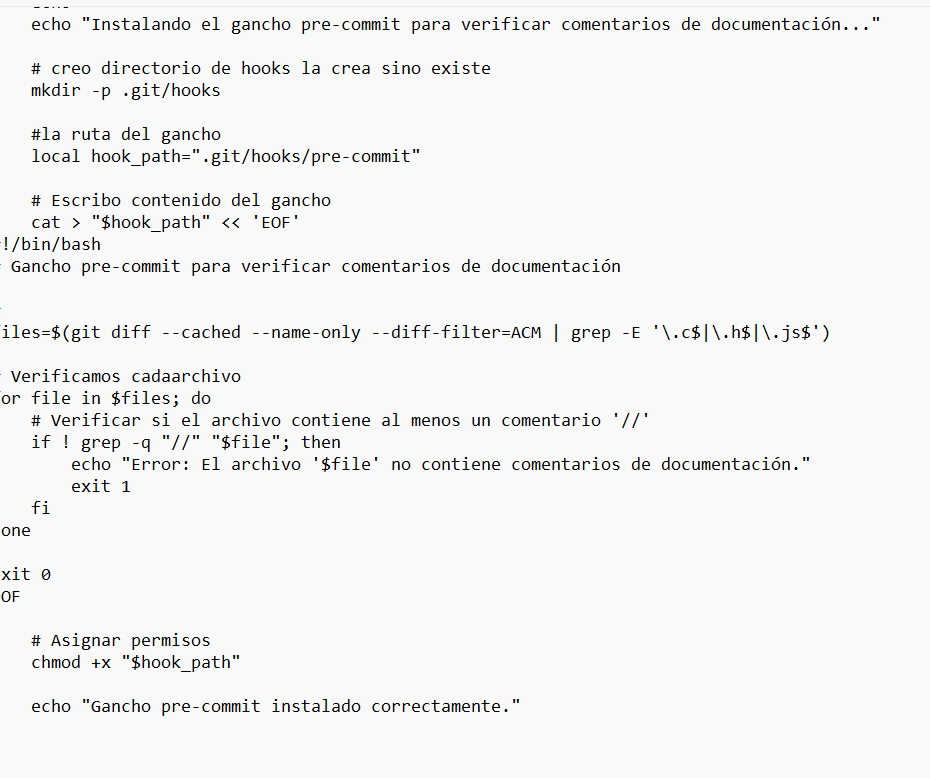 echo "Instalando el gancho pre-commit para verificar comentarios de documentación..."
# creo directorio de hooks la crea sino existe
mkdir -p .git/hooks
#la ruta del gancho
local hook_path=".git/hooks/pre-commit"
# Escribo contenido del gancho
cat > "$hook_path" << 'EOF'
!/bin/bash
Gancho pre-commit para verificar comentarios de documentación
iles=$(git diff --cached --name-only --diff-filter=ACM | grep -E '\.c$|\.h$|\.js$')
Verificamos cadaarchivo
or file in $files; do
# Verificar si el archivo contiene al menos un comentario '//'
if ! grep -q "//" "$file"; then
echo "Error: El archivo '$file' no contiene comentarios de documentación."
exit 1
fi
one
xit 0
OF
# Asignar permisos
chmod +x "$hook_path"
echo "Gancho pre-commit instalado correctamente."